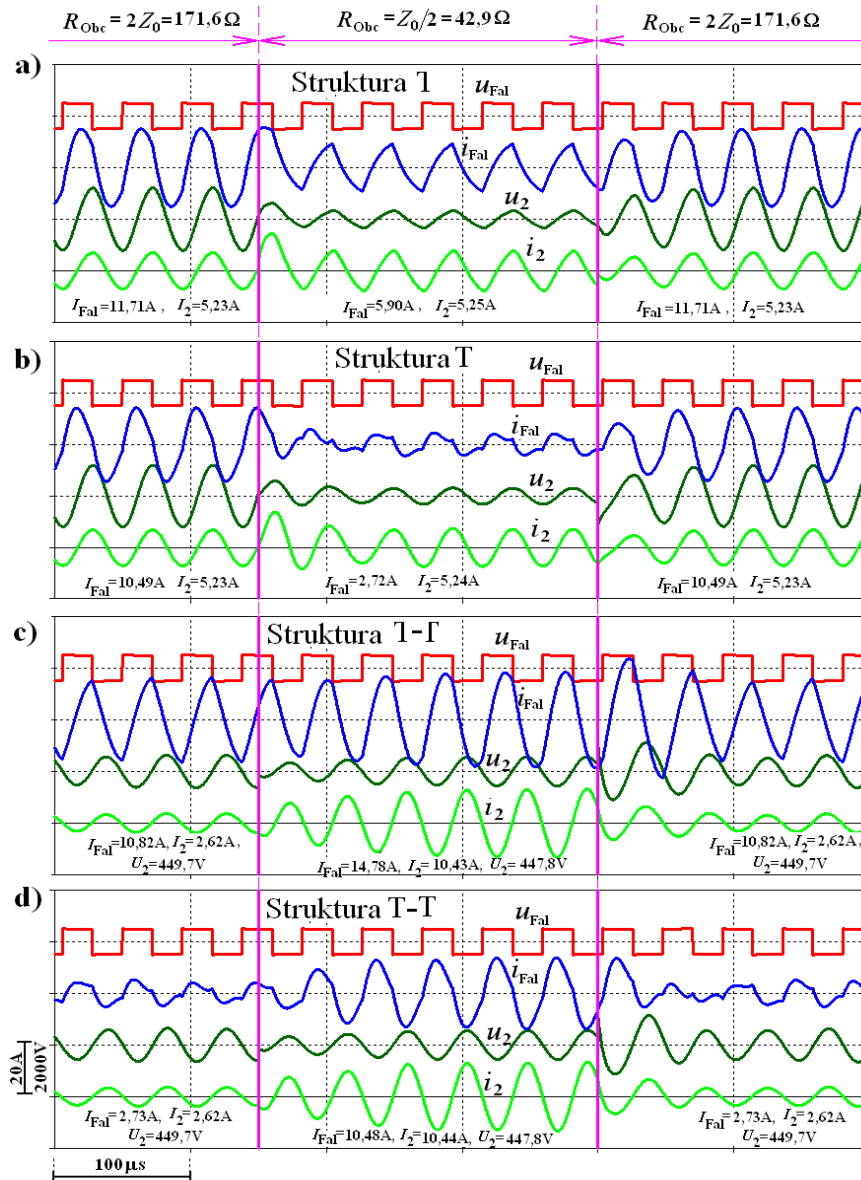 R_Obc = 2 Z_0=171,6 Ω R_Obc = Z_0/2 = 42,9 Ω R_Obc = 2 Z_0=171,6 Ω
a)
Struktura ꓶ
u_Fal
i_Fal
u_2
i_2
I_Fal=11,71A , I_2=5,23A I_Fal=5,90A , I_2=5,25A I_Fal=11,71A , I_2=5,23A
b)
Struktura T
u_Fal
i_Fal
u_2
i_2
I_Fal=10,49A I_2=5,23A I_Fal=2,72A I_2=5,24A I_Fal=10,49A I_2=5,23A
c)
Struktura ꓶ-Γ
u_Fal
i_Fal
u_2
i_2
I_Fal=10,82A, I_2=2,62A, I_Fal=14,78A, I_2=10,43A, U_2=447,8V I_Fal=10,82A, I_2=2,62A,
U_2=449,7V U_2=449,7V
d)
Struktura T-T
u_Fal
i_Fal
u_2
i_2
20A
2000V
I_Fal=2,73A, I_2=2,62A I_Fal=10,48A, I_2=10,44A, U_2=447,8V I_Fal=2,73A, I_2=2,62A
U_2=449,7V U_2=449,7V
100 µs